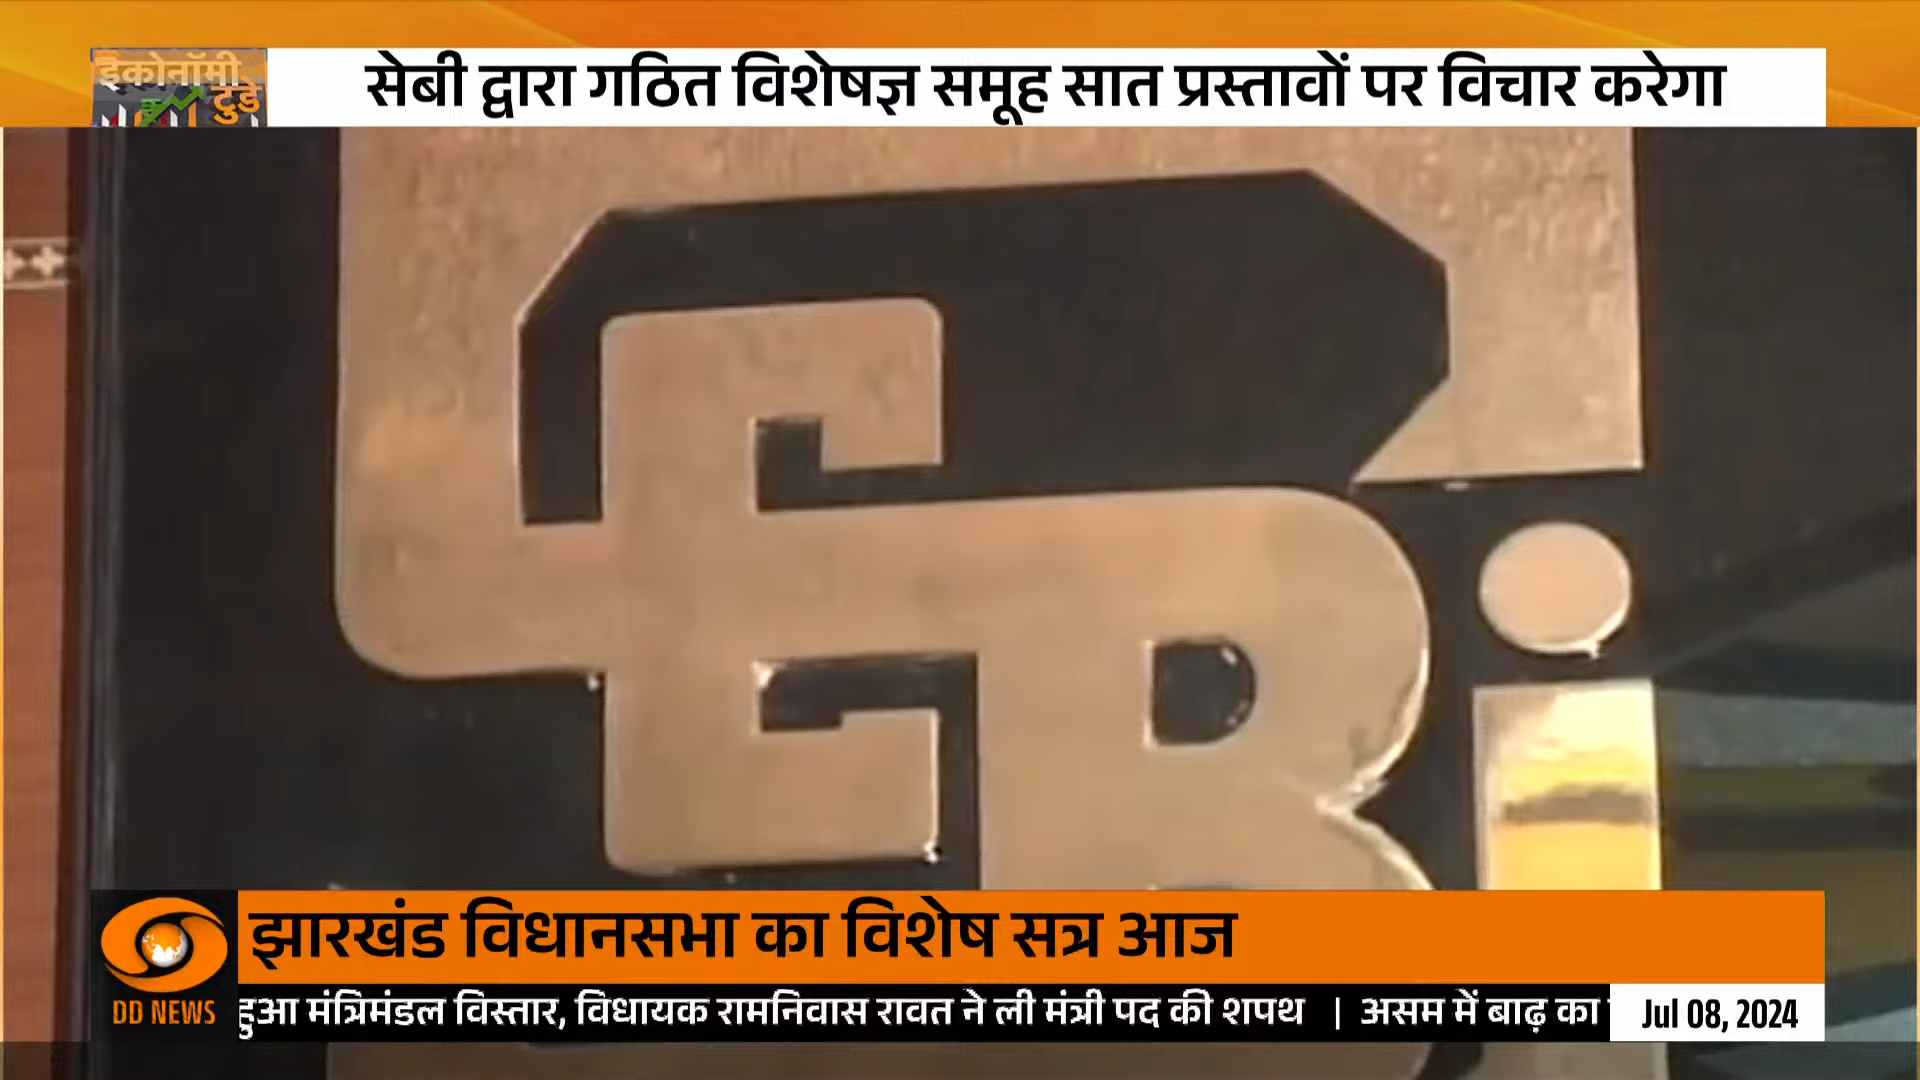 इकोनॉमी
टुडे
सेबी द्वारा गठित विशेषज्ञ समूह सात प्रस्तावों पर विचार करेगा
SEBi
झारखंड विधानसभा का विशेष सत्र आज
DD NEWS
हुआ मंत्रिमंडल विस्तार, विधायक रामनिवास रावत ने ली मंत्री पद की शपथ | असम में बाढ़ का
Jul 08, 2024